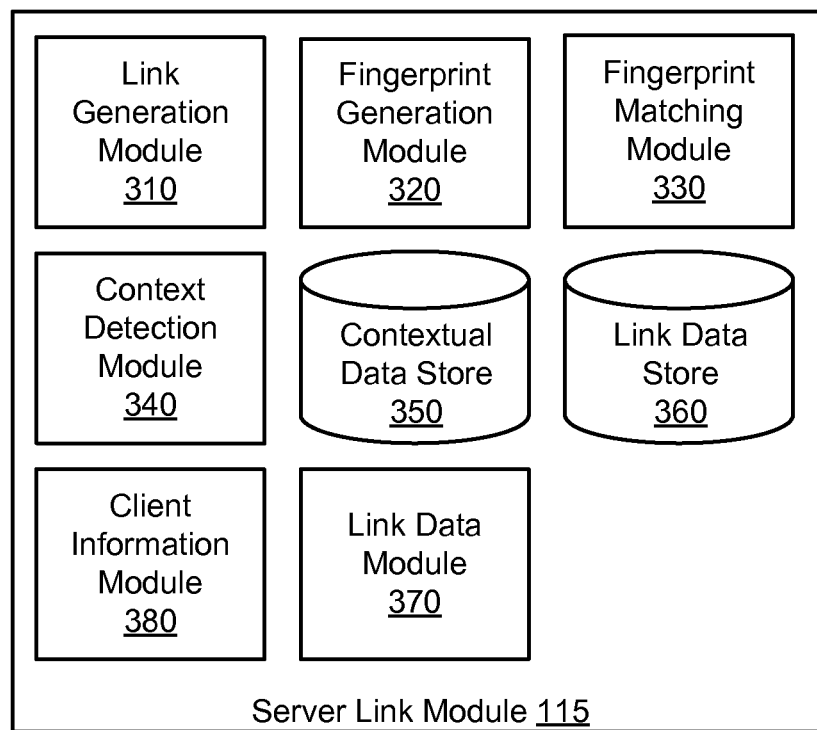 Link
Generation
Module
310
Fingerprint
Generation
Module
320
Fingerprint
Matching
Module
330
Context
Detection
Module
340
Contextual
Data Store
350
Link Data
Store
360
Client
Information
Module
380
Link Data
Module
370
Server Link Module 115